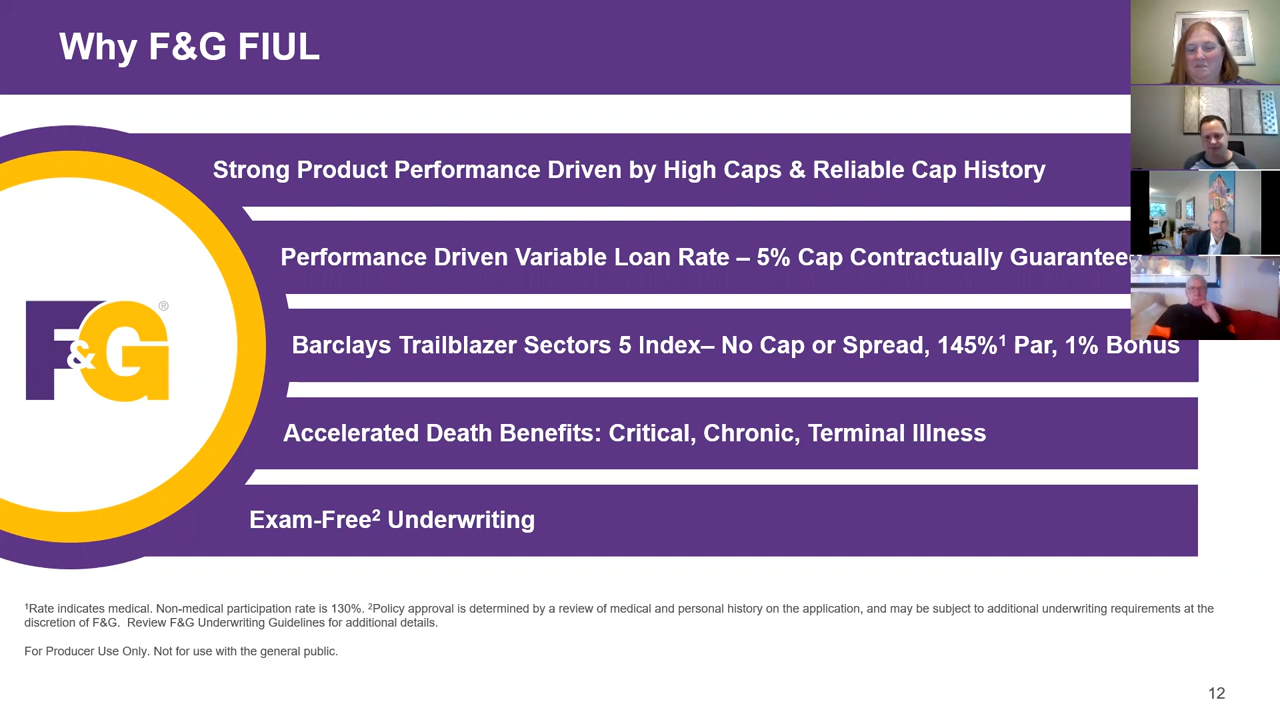 Why F&G FIUL
Strong Product Performance Driven by High Caps & Reliable Cap History
Performance Driven Variable Loan Rate – 5% Cap Contractually Guarantee
F&G®
Barclays Trailblazer Sectors 5 Index– No Cap or Spread, 145%¹ Par, 1% Bonus
Accelerated Death Benefits: Critical, Chronic, Terminal Illness
Exam-Free² Underwriting
¹Rate indicates medical. Non-medical participation rate is 130%. ²Policy approval is determined by a review of medical and personal history on the application, and may be subject to additional underwriting requirements at the
discretion of F&G.  Review F&G Underwriting Guidelines for additional details.
For Producer Use Only. Not for use with the general public.
12